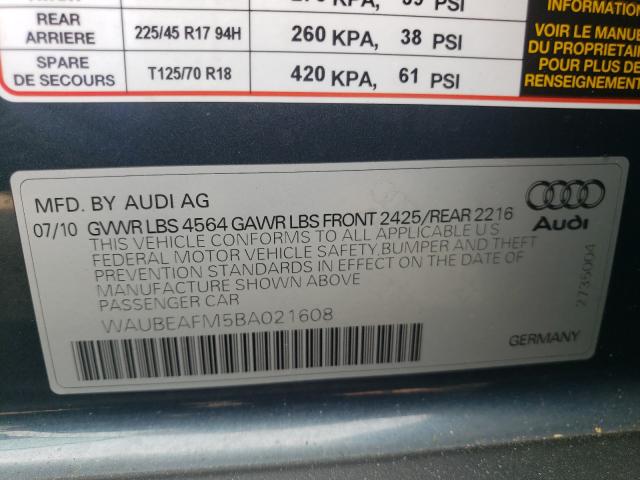 39 PSI
REAR
ARRIERE 225/45 R17 94H 260 KPA, 38 PSI
SPARE
DE SECOURS T125/70 R18 420 KPA, 61 PSI
INFORMATION
VOIR LE MANUE
DU PROPRIETAI
POUR PLUS DE
RENSEIGNEMEN
MFD. BY AUDI AG
07/10 GVWR LBS 4564 GAWR LBS FRONT 2425/REAR 2216
THIS VEHICLE CONFORMS TO ALL APPLICABLE U S
FEDERAL MOTOR VEHICLE SAFETY,BUMPER AND THEFT
PREVENTION STANDARDS IN EFFECT ON THE DATE OF
MANUFACTURE SHOWN ABOVE
PASSENGER CAR
WAUBEAFM5BA021608
Audi
2735004
GERMANY